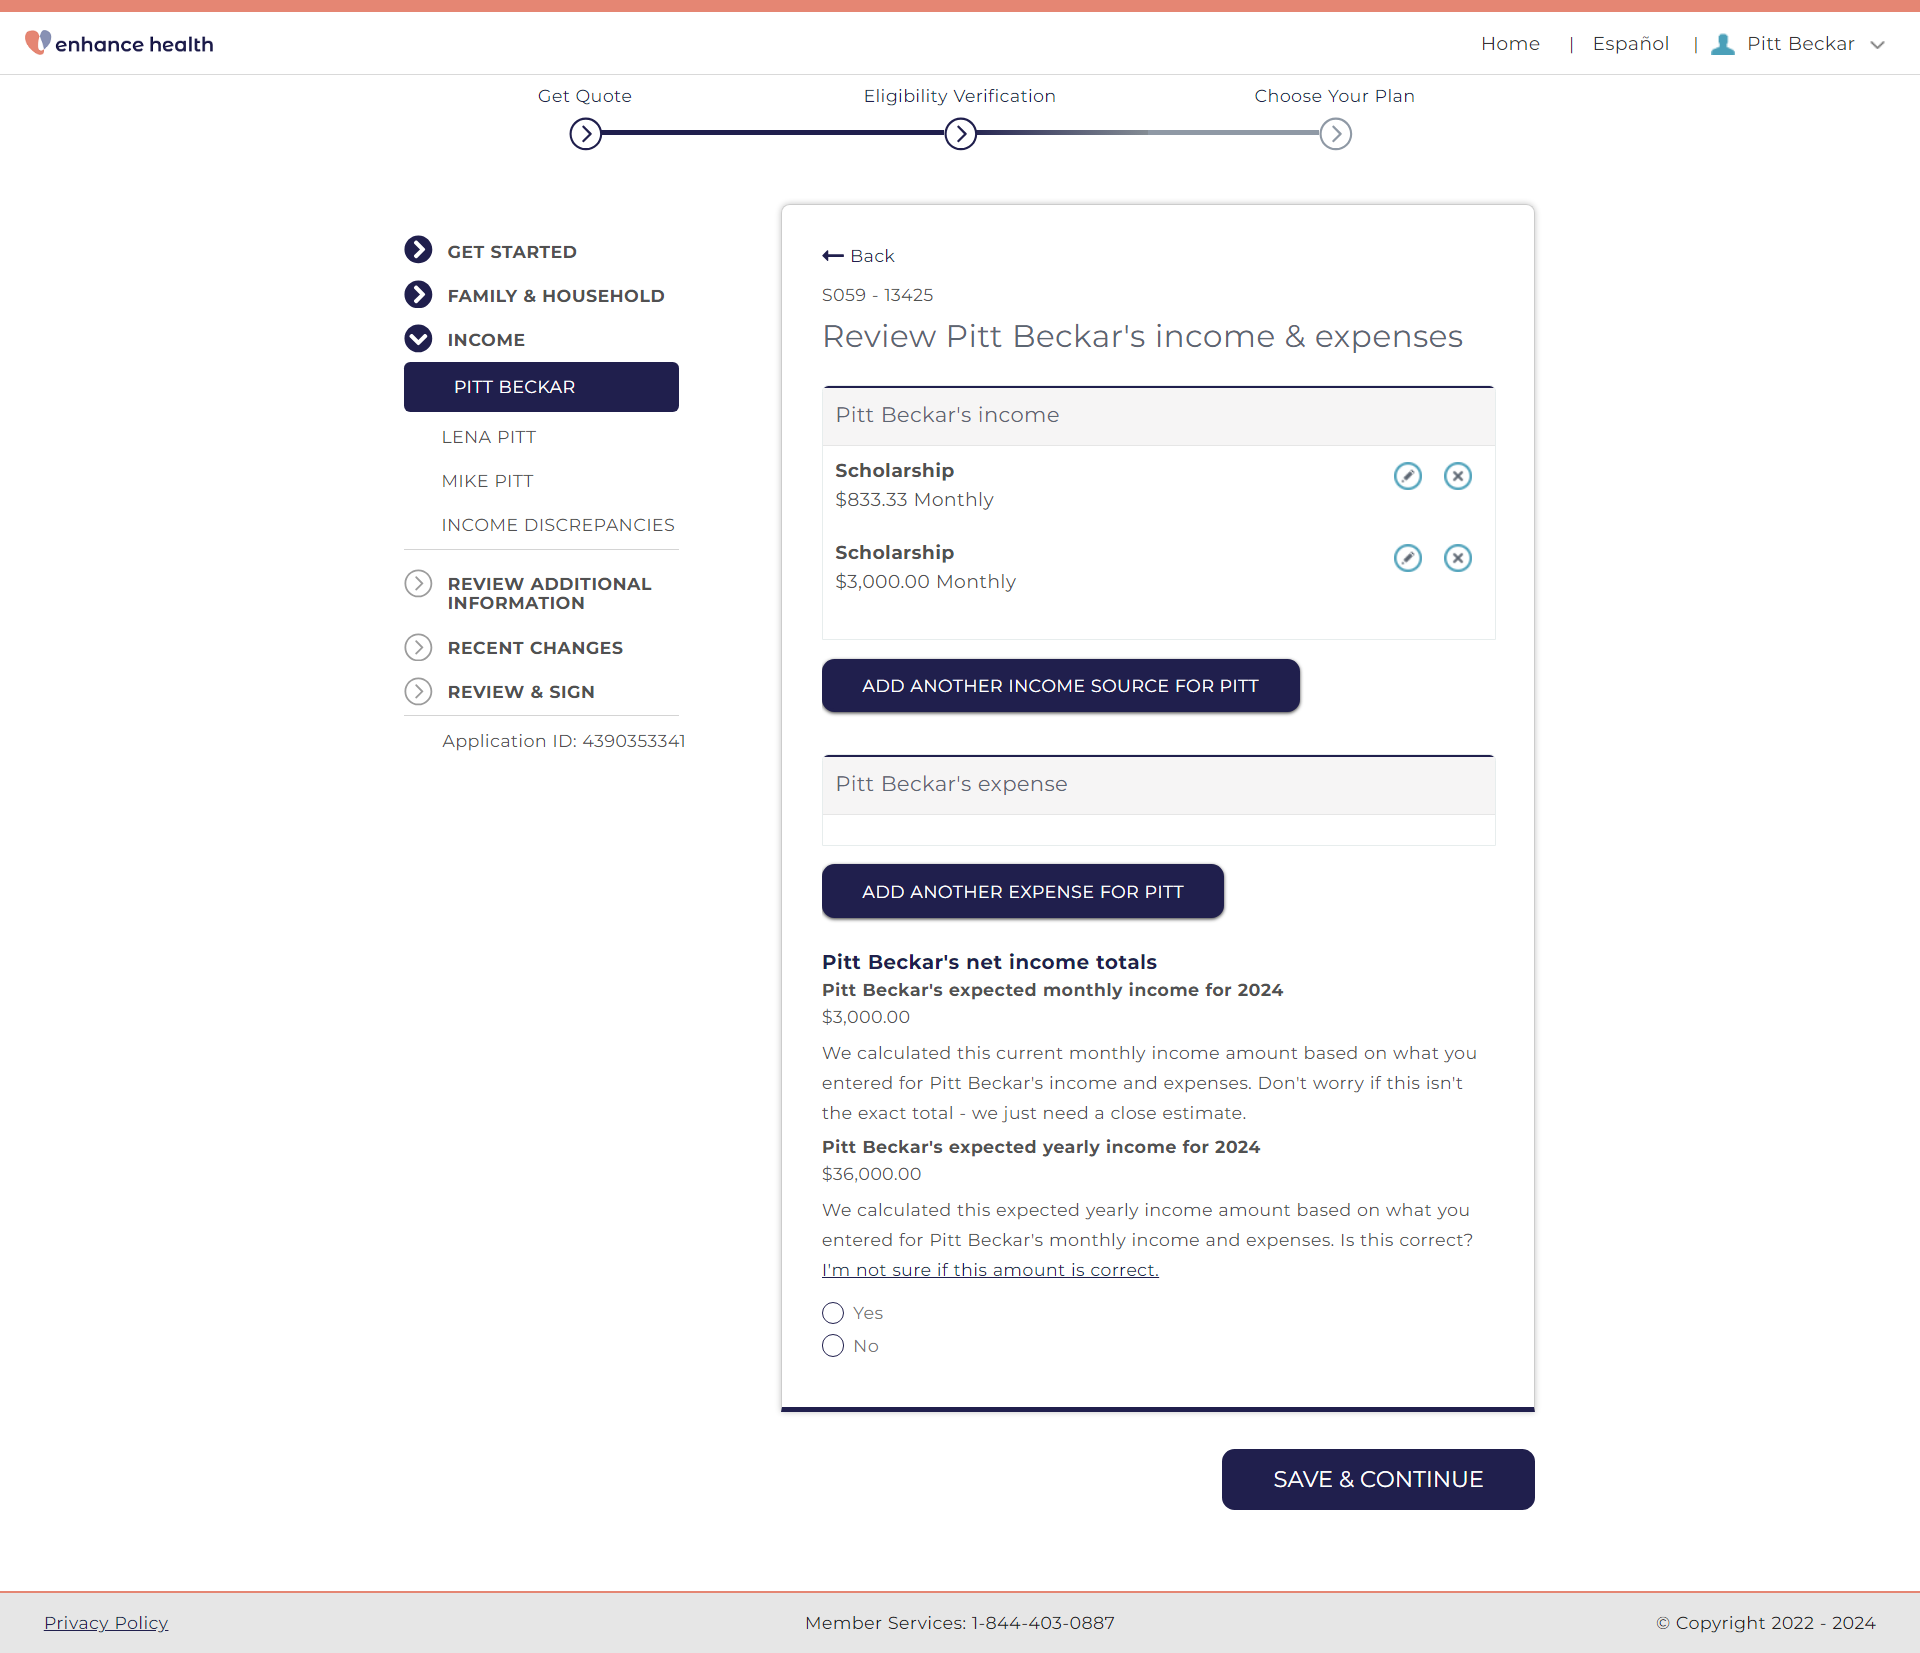 enhance health
Home | Español | Pitt Beckar
Get Quote
Eligibility Verification
Choose Your Plan
GET STARTED
FAMILY & HOUSEHOLD
INCOME
PITT BECKAR
LENA PITT
MIKE PITT
INCOME DISCREPANCIES
REVIEW ADDITIONAL
INFORMATION
RECENT CHANGES
REVIEW & SIGN
Application ID: 4390353341
Back
S059 - 13425
Review Pitt Beckar's income & expenses
Pitt Beckar's income
Scholarship
$833.33 Monthly
Scholarship
$3,000.00 Monthly
ADD ANOTHER INCOME SOURCE FOR PITT
Pitt Beckar's expense
ADD ANOTHER EXPENSE FOR PITT
Pitt Beckar's net income totals
Pitt Beckar's expected monthly income for 2024
$3,000.00
We calculated this current monthly income amount based on what you
entered for Pitt Beckar's income and expenses. Don't worry if this isn't
the exact total - we just need a close estimate.
Pitt Beckar's expected yearly income for 2024
$36,000.00
We calculated this expected yearly income amount based on what you
entered for Pitt Beckar's monthly income and expenses. Is this correct?
I'm not sure if this amount is correct.
Yes
No
SAVE & CONTINUE
Privacy Policy
Member Services: 1-844-403-0887
© Copyright 2022 - 2024